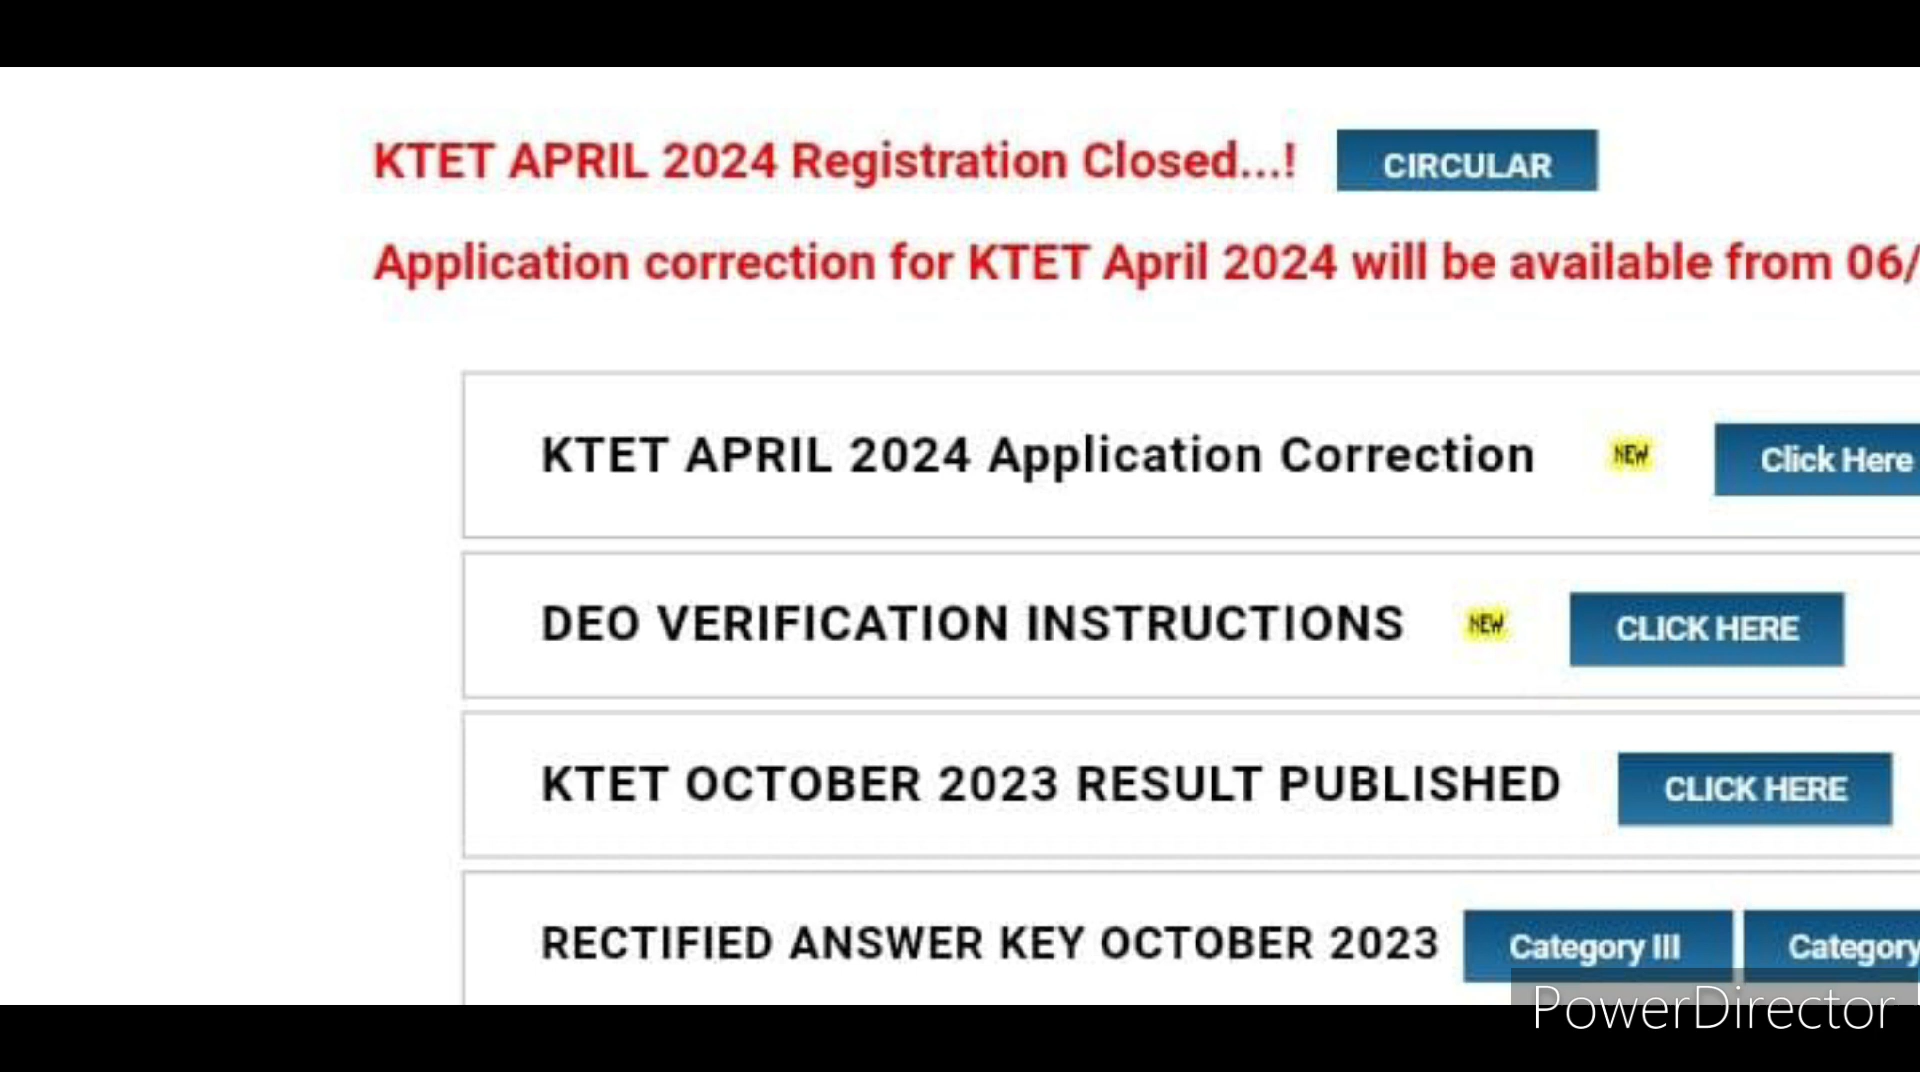 KTET APRIL 2024 Registration Closed...! CIRCULAR
Application correction for KTET April 2024 will be available from 06/
KTET APRIL 2024 Application Correction NEW Click Here
DEO VERIFICATION INSTRUCTIONS NEW CLICK HERE
KTET OCTOBER 2023 RESULT PUBLISHED CLICK HERE
RECTIFIED ANSWER KEY OCTOBER 2023 Category III Category
PowerDirector